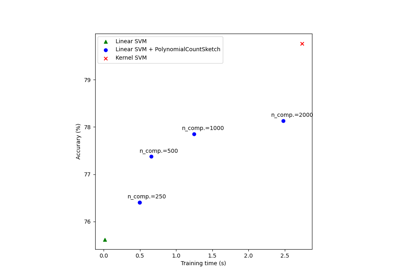 Linear SVM
Linear SVM + PolynomialCountSketch
Kernel SVM
79
n_comp.=2000
78
n_comp.=1000
n_comp.=500
77
n_comp.=250
76
Accurary (%)
0.0 0.5 1.0 1.5 2.0 2.5
Training time (s)